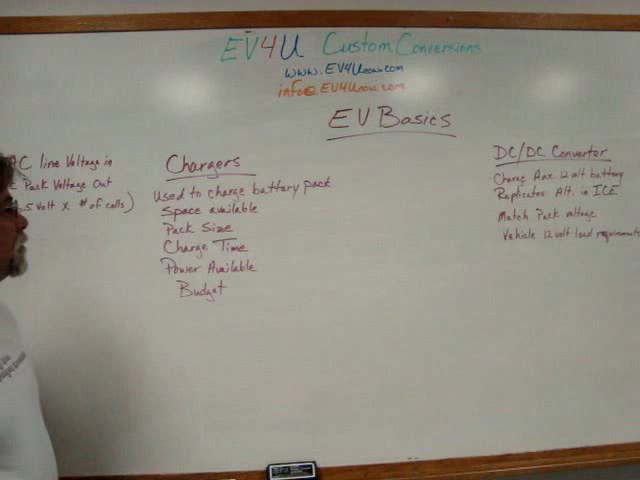 EV4U Custom Conversions
www.EV4Unow.com
info@EV4Unow.com
EV Basics
AC line Voltage in
Pack Voltage Out
5 Volt X # of cells)
Chargers
Used to charge battery pack
Space available
Pack Size
Charge Time
Power Available
Budget
DC/DC Converter
Charge Aux 12 volt battery
Replicates Alt. in ICE
Match Pack voltage
Vehicle 12 volt load requirements